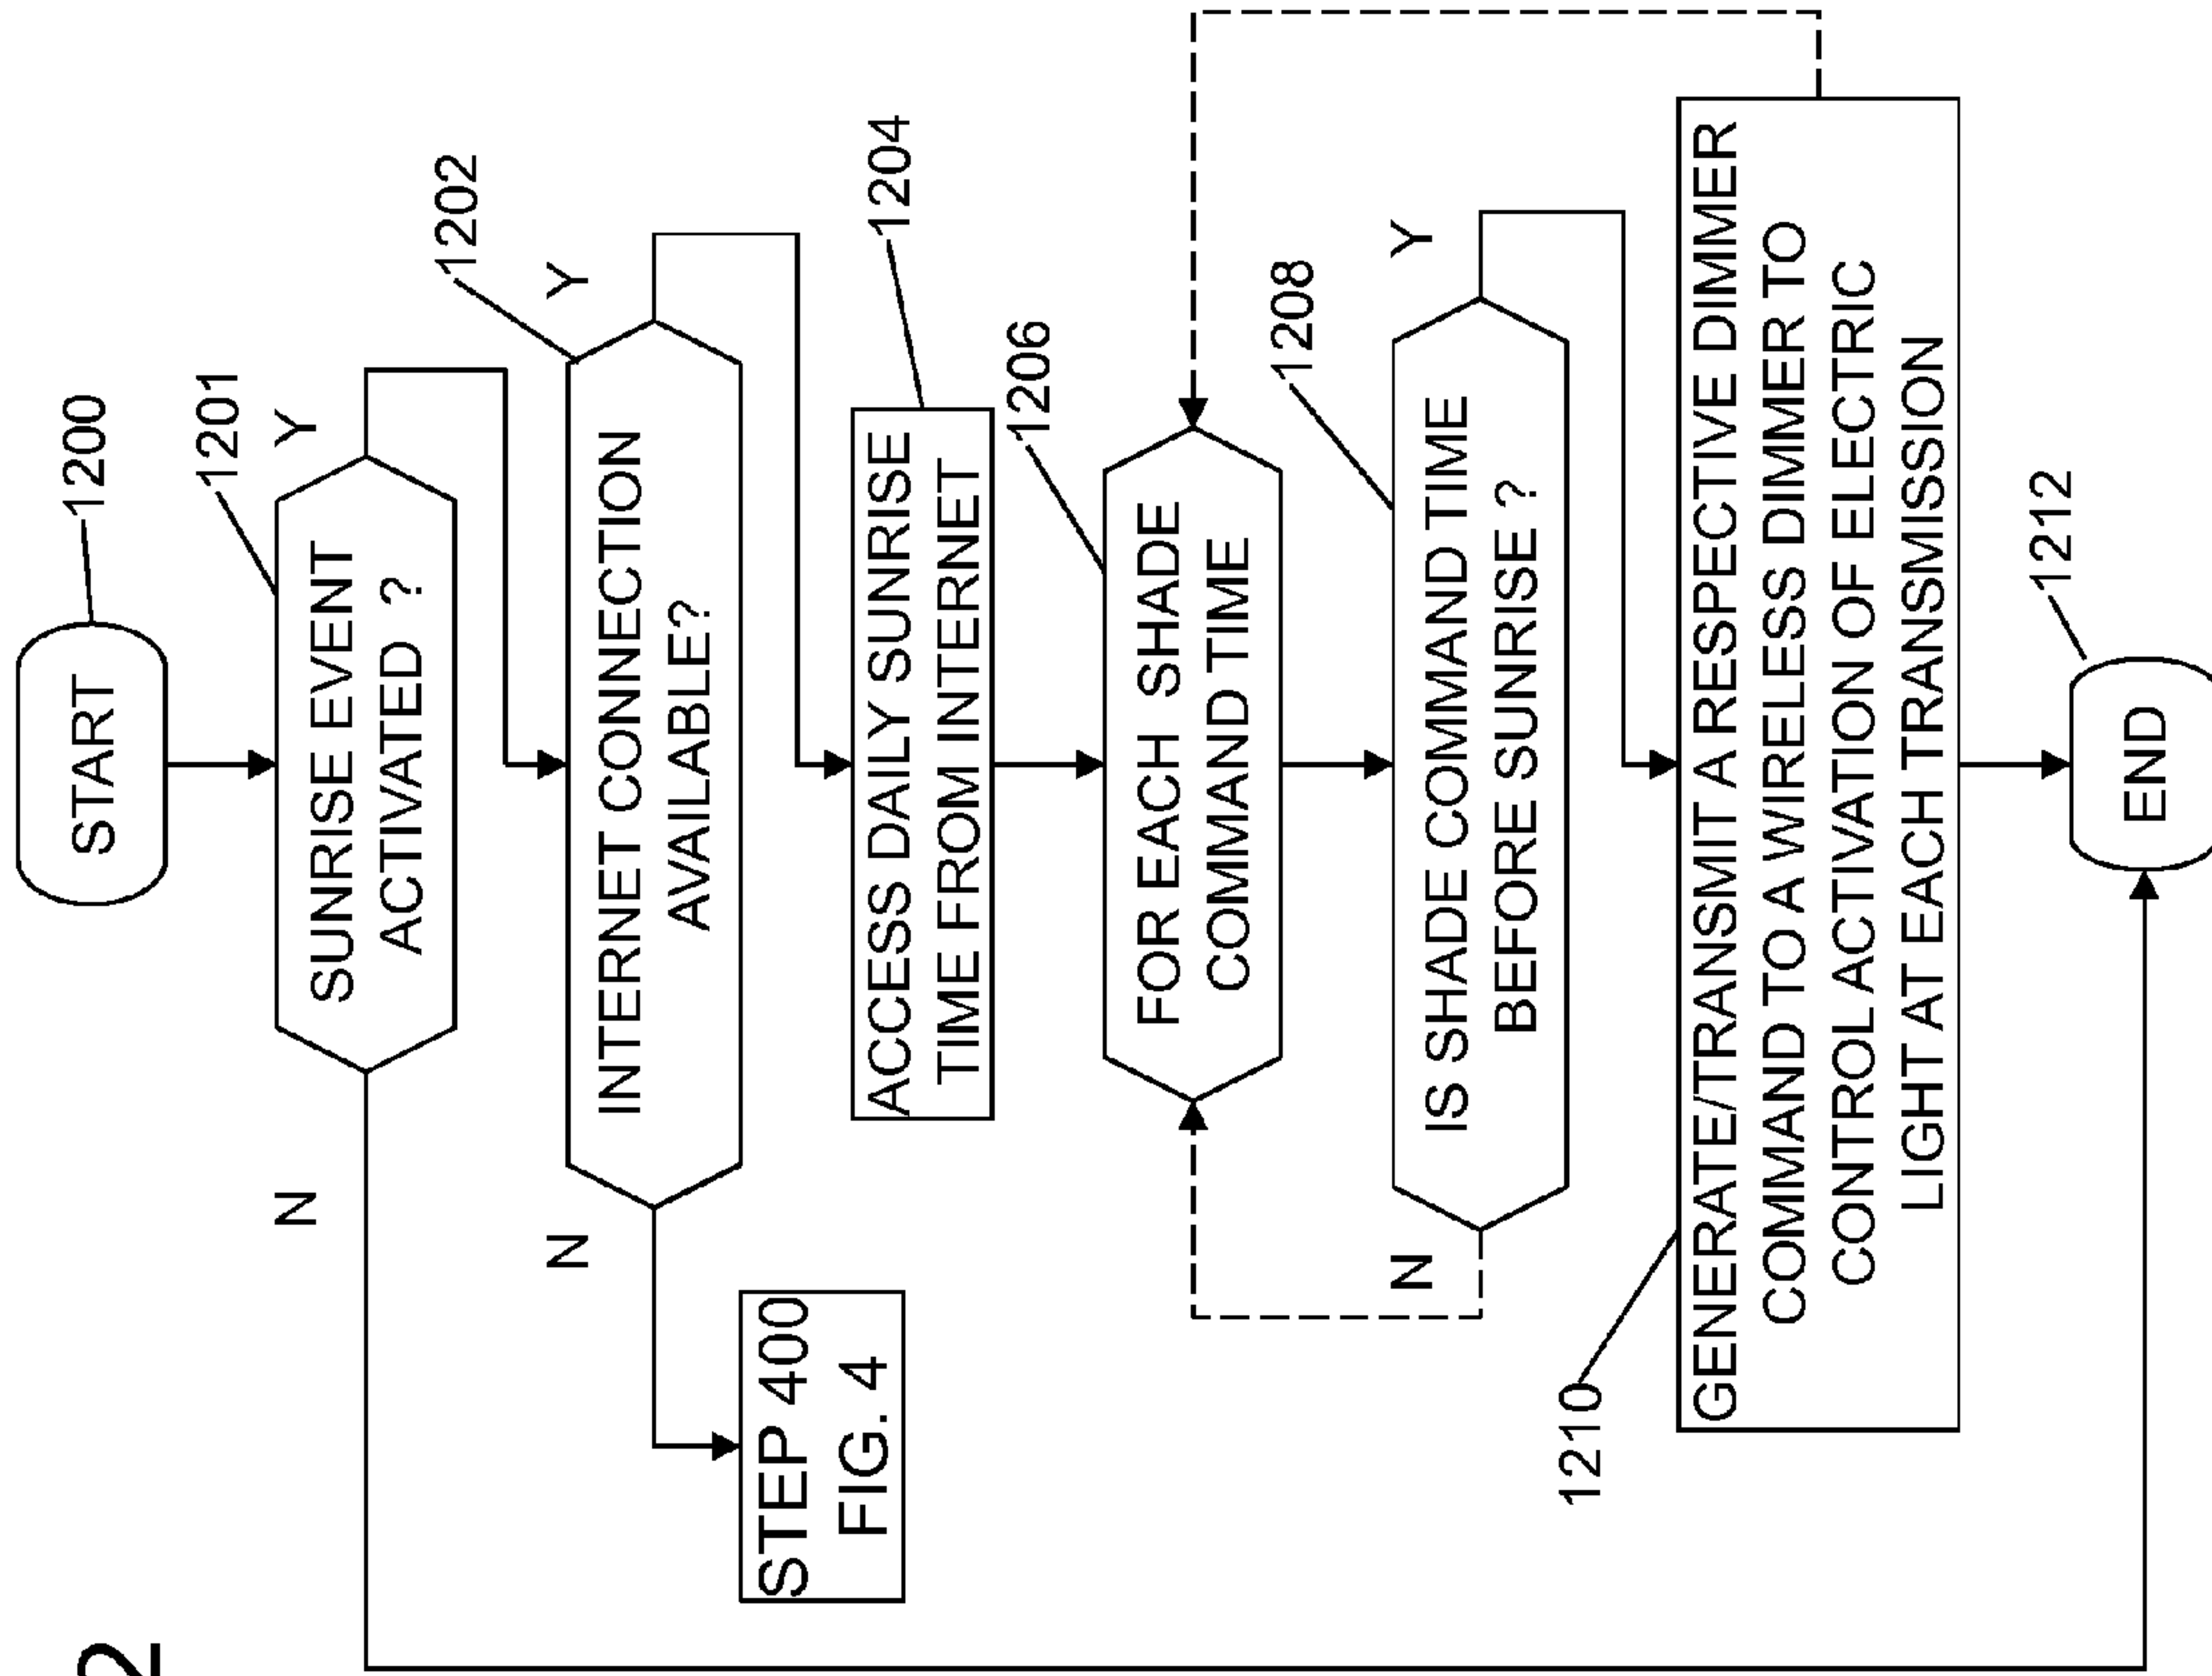 2
START
1200
1201
N
Y
SUNRISE EVENT
ACTIVATED ?
1202
N
Y
INTERNET CONNECTION
AVAILABLE?
STEP 400
FIG. 4
1204
ACCESS DAILY SUNRISE
TIME FROM INTERNET
1206
FOR EACH SHADE
COMMAND TIME
1208
N
Y
IS SHADE COMMAND TIME
BEFORE SUNRISE ?
1210
GENERATE/TRANSMIT A RESPECTIVE DIMMER
COMMAND TO A WIRELESS DIMMER TO
CONTROL ACTIVATION OF ELECTRIC
LIGHT AT EACH TRANSMISSION
1212
END